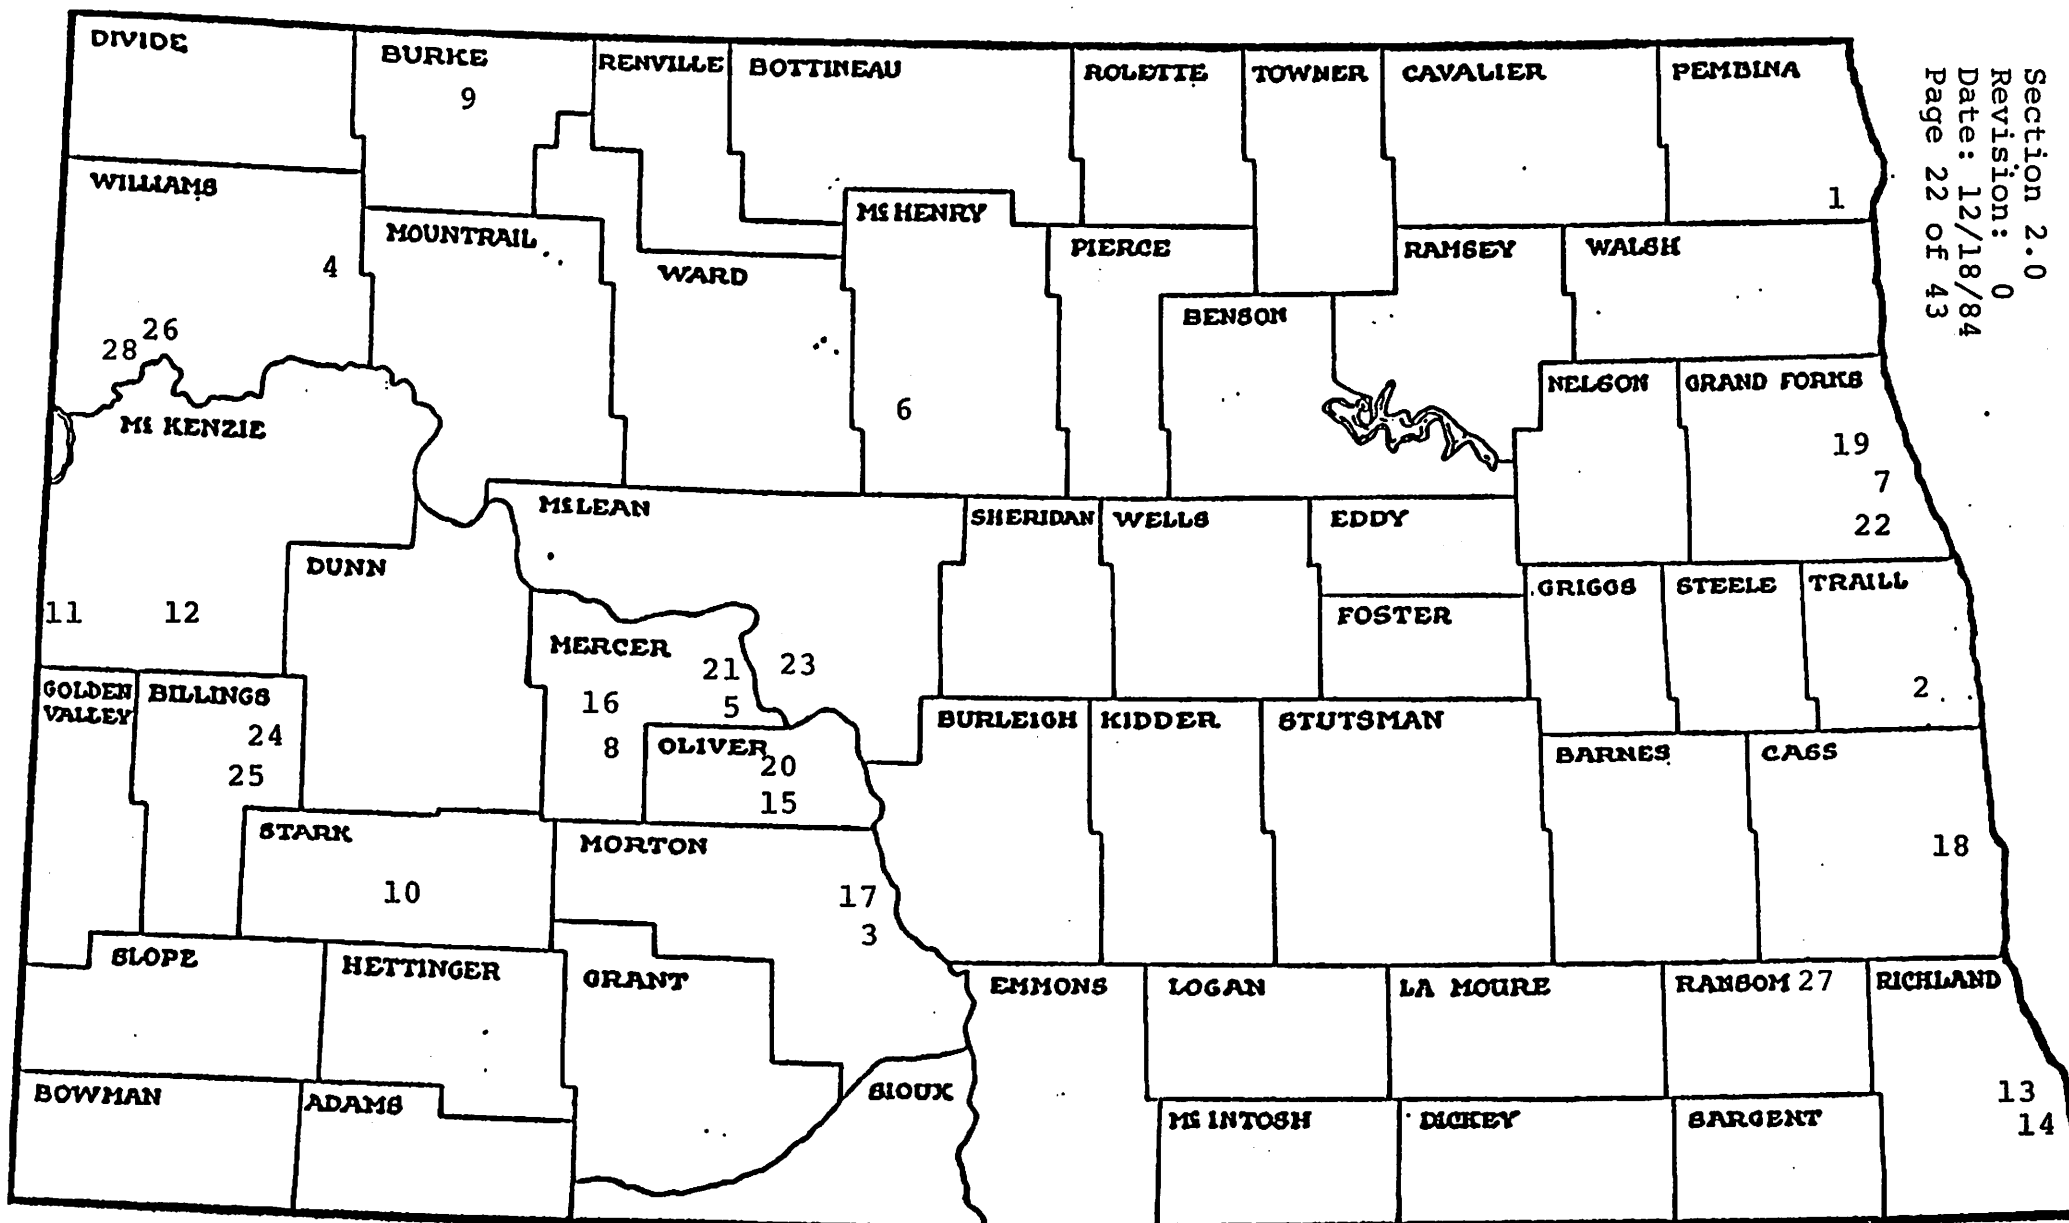 Section 2.0
Revision: 0
Date: 12/18/84
Page 22 of 43
DIVIDE
BURKE
9
RENVILLE
BOTTINEAU
ROLETTE
TOWNER
CAVALIER
PEMBINA
1
WILLIAMS
4
26
28
MOUNTRAIL
WARD
McHENRY
6
PIERCE
BENSON
RAMSEY
WALSH
NELSON
GRAND FORKS
19
7
22
Mc KENZIE
11
12
DUNN
McLEAN
23
SHERIDAN
WELLS
EDDY
FOSTER
GRIGGS
STEELE
TRAILL
2
MERCER
21
16
5
8
OLIVER
20
15
GOLDEN
VALLEY
BILLINGS
24
25
STARK
10
MORTON
17
3
BURLEIGH
KIDDER
STUTSMAN
BARNES
CASS
18
SLOPE
HETTINGER
GRANT
EMMONS
LOGAN
LA MOURE
RANSOM 27
RICHLAND
13
14
BOWMAN
ADAMS
SIOUX
Mc INTOSH
DICKEY
SARGENT